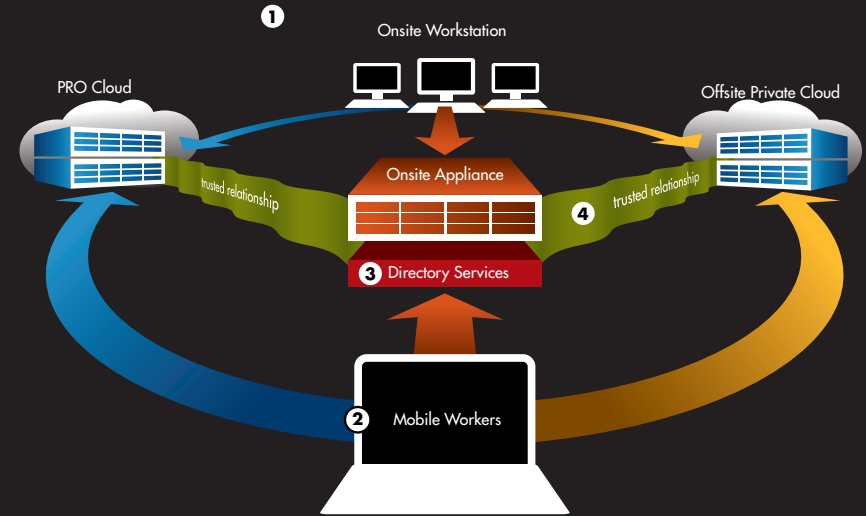 1
Onsite Workstation
PRO Cloud
Offsite Private Cloud
Onsite Appliance
trusted relationship
4
trusted relationship
3 Directory Services
2
Mobile Workers